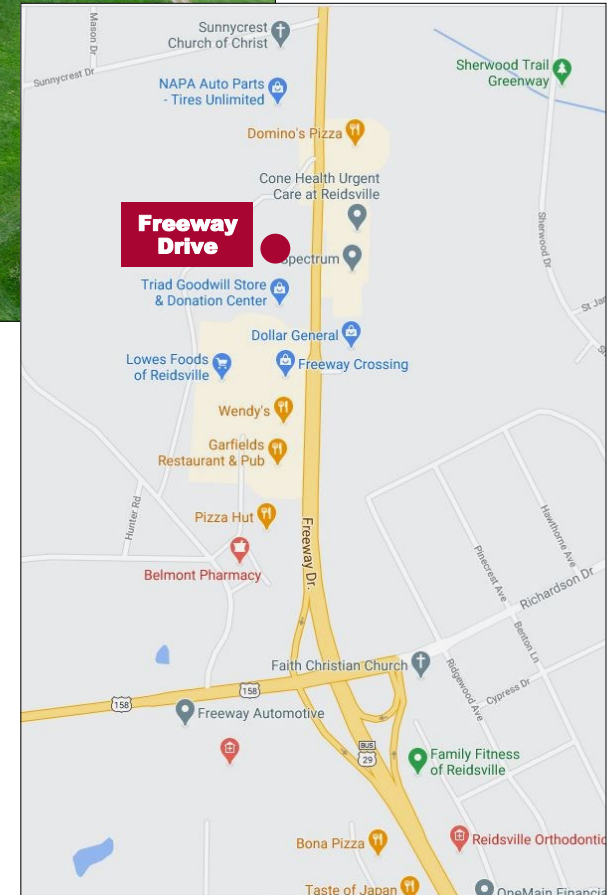 Mason Dr
Sunnycrest
Church of Christ
Sunnycrest Dr
NAPA Auto Parts
- Tires Unlimited
Sherwood Trail
Greenway
Domino's Pizza
Cone Health Urgent
Care at Reidsville
Freeway
Drive
Spectrum
Sherwood Dr
Triad Goodwill Store
& Donation Center
St Jam
Dollar General
Lowes Foods
of Reidsville
Freeway Crossing
Wendy's
Garfields
Restaurant & Pub
Hunter Rd
Pizza Hut
Freeway Dr.
Hawthorne Ave
Pinecrest Ave
Belmont Pharmacy
Richardson Dr
Benton Ln
Faith Christian Church
Ridgewood Ave
Cypress Dr
158
158
Freeway Automotive
BUS
29
Family Fitness
of Reidsville
Bona Pizza
Reidsville Orthodontic
Taste of Japan
OneMain Financia